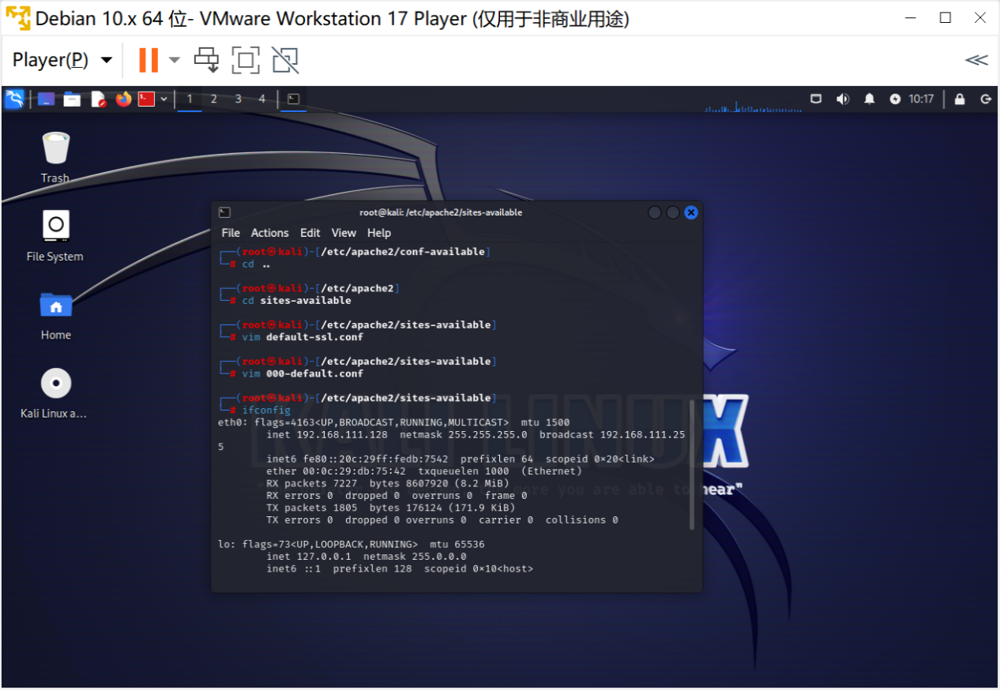 Debian 10.x 64 位- VMware Workstation 17 Player (仅用于非商业用途)
Player(P)
1 2 3 4 10:17
Trash
File System
Home
Kali Linux a...
root@kali: /etc/apache2/sites-available
File Actions Edit View Help
┌──(root㉿kali)-[/etc/apache2/conf-available]
└─# cd ..
┌──(root㉿kali)-[/etc/apache2]
└─# cd sites-available
┌──(root㉿kali)-[/etc/apache2/sites-available]
└─# vim default-ssl.conf
┌──(root㉿kali)-[/etc/apache2/sites-available]
└─# vim 000-default.conf
┌──(root㉿kali)-[/etc/apache2/sites-available]
└─# ifconfig
eth0: flags=4163<UP,BROADCAST,RUNNING,MULTICAST> mtu 1500
inet 192.168.111.128 netmask 255.255.255.0 broadcast 192.168.111.25
5
inet6 fe80::20c:29ff:fedb:7542 prefixlen 64 scopeid 0×20<link>
ether 00:0c:29:db:75:42 txqueuelen 1000 (Ethernet)
RX packets 7227 bytes 8607920 (8.2 MiB)
RX errors 0 dropped 0 overruns 0 frame 0
TX packets 1805 bytes 176124 (171.9 KiB)
TX errors 0 dropped 0 overruns 0 carrier 0 collisions 0
lo: flags=73<UP,LOOPBACK,RUNNING> mtu 65536
inet 127.0.0.1 netmask 255.0.0.0
inet6 ::1 prefixlen 128 scopeid 0×10<host>
KALI LINUX
more you are able to hear"